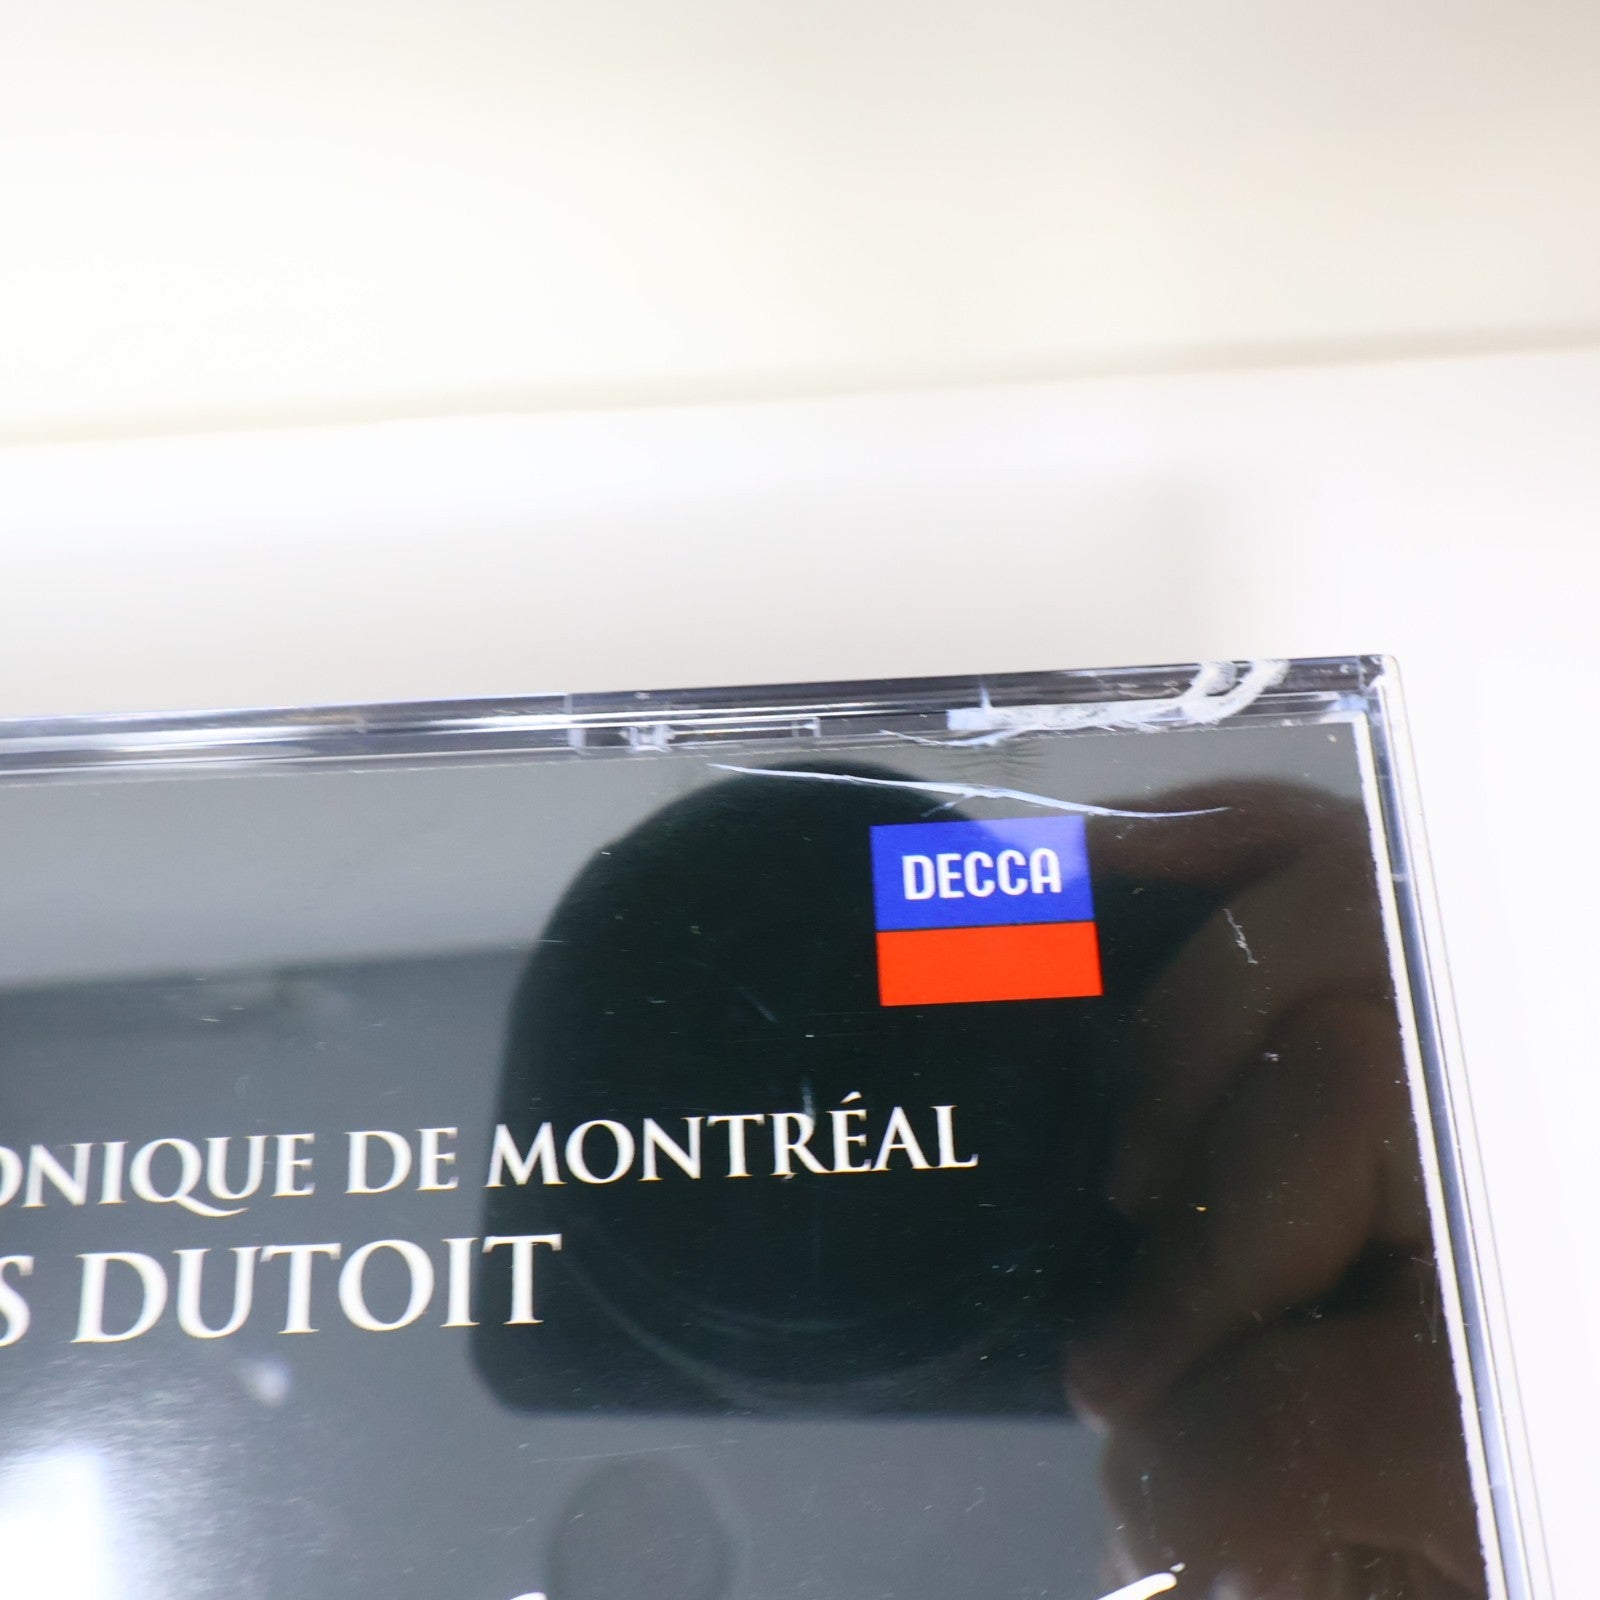 DECCA
ONIQUE DE MONTRÉAL
S DUTOIT